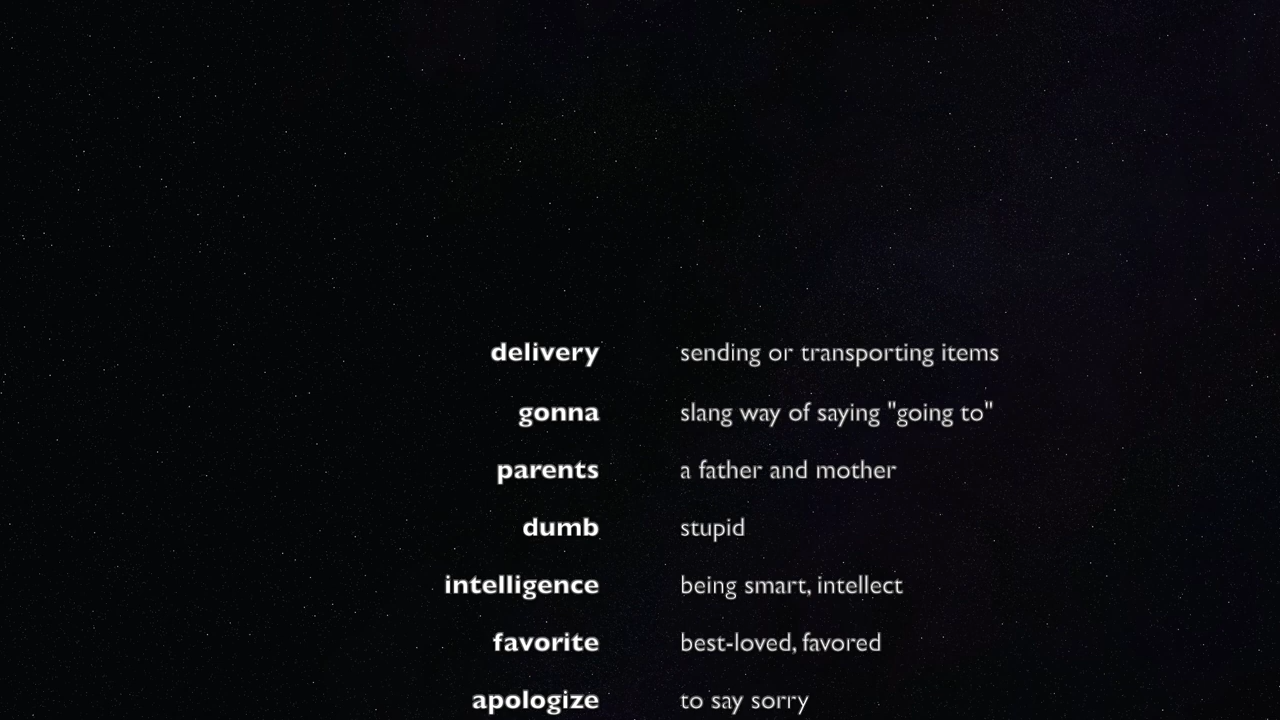 delivery sending or transporting items
gonna slang way of saying "going to"
parents a father and mother
dumb stupid
intelligence being smart, intellect
favorite best-loved, favored
apologize to say sorry